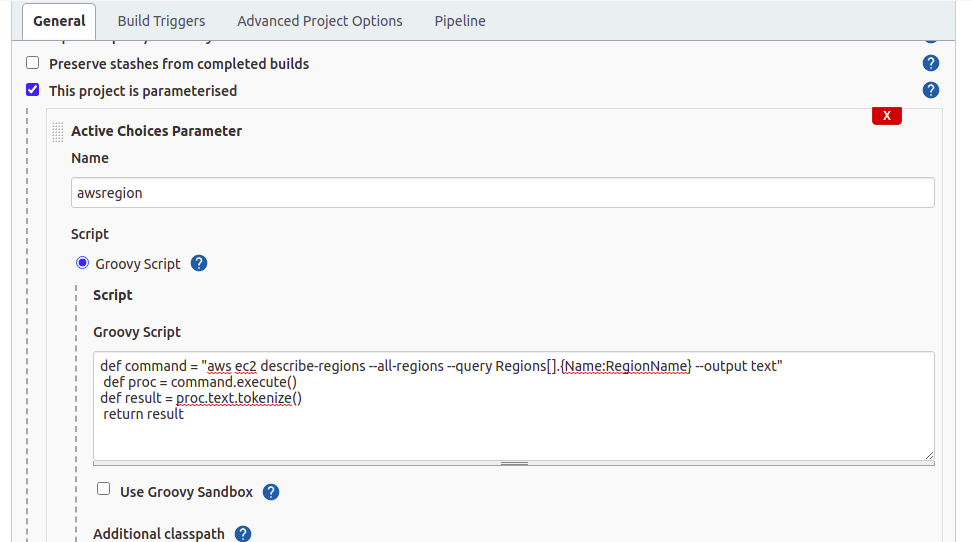 General Build Triggers Advanced Project Options Pipeline
Preserve stashes from completed builds ?
This project is parameterised ?
X
Active Choices Parameter
Name
awsregion
Script
Groovy Script ?
Script
Groovy Script
def command = "aws ec2 describe-regions --all-regions --query Regions[].{Name:RegionName} --output text"
def proc = command.execute()
def result = proc.text.tokenize()
return result
Use Groovy Sandbox ?
Additional classpath ?